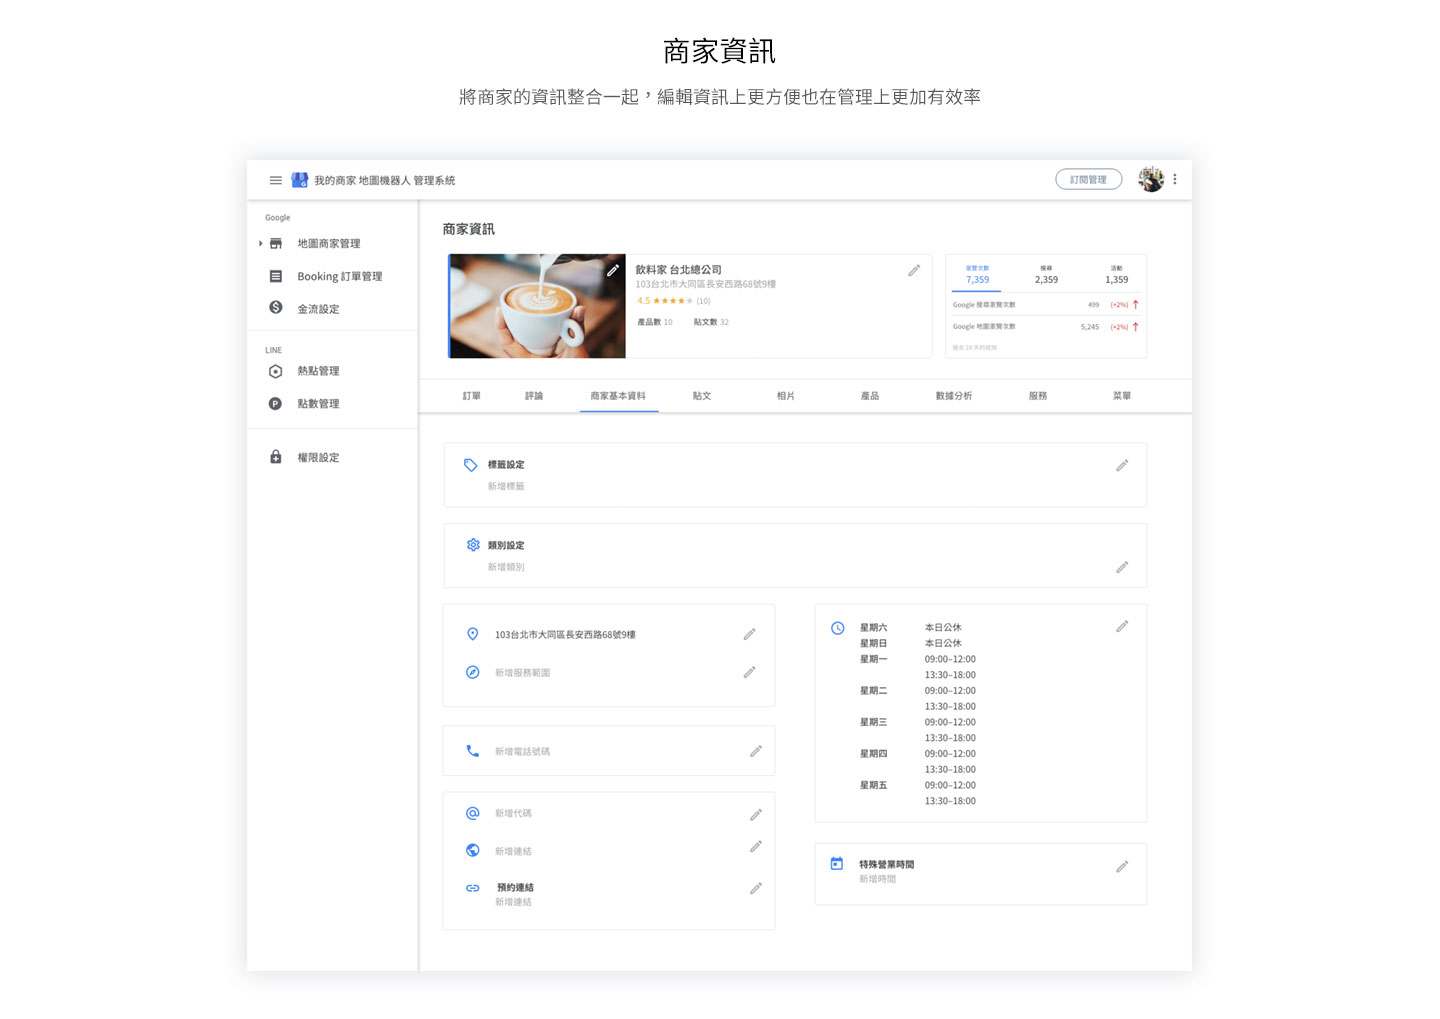 商家資訊
將商家的資訊整合一起，編輯資訊上更方便也在管理上更加有效率
我的商家 地圖機器人 管理系統
訂閱管理
Google
地圖商家管理
Booking 訂單管理
金流設定
LINE
熱點管理
P 點數管理
權限設定
商家資訊
飲料家 台北總公司
103台北市大同區長安西路68號9樓
4.5 ★★★★★ (10)
產品數 10 貼文數 32
瀏覽次數 搜尋 活動
7,359 2,359 1,359
Google 搜尋瀏覽次數 499 (+2%)
Google 地圖瀏覽次數 5,245 (+2%)
過去 28 天的成效
訂單 評論 商家基本資料 貼文 相片 產品 數據分析 服務 菜單
標籤設定
新增標籤
類別設定
新增類別
103台北市大同區長安西路68號9樓
新增服務範圍
新增電話號碼
新增代碼
新增連結
預約連結
新增連結
星期六 本日公休
星期日 本日公休
星期一 09:00–12:00
13:30–18:00
星期二 09:00–12:00
13:30–18:00
星期三 09:00–12:00
13:30–18:00
星期四 09:00–12:00
13:30–18:00
星期五 09:00–12:00
13:30–18:00
特殊營業時間
新增時間